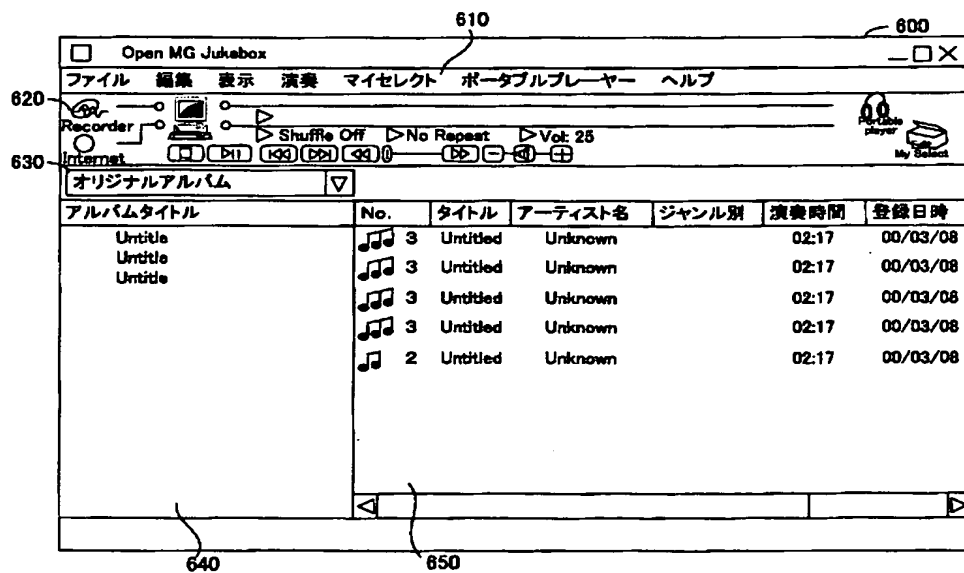 610
600
Open MG Jukebox
ファイル 編集 表示 演奏 マイセレクト ポータブルプレーヤー ヘルプ
620
Recorder
Portable player
Shuffle Off No Repeat Vol: 25
Internet
Edit My Select
630
オリジナルアルバム
アルバムタイトル No. タイトル アーティスト名 ジャンル別 演奏時間 登録日時
Untitle
Untitle
Untitle
3 Untitled Unknown 02:17 00/03/08
3 Untitled Unknown 02:17 00/03/08
3 Untitled Unknown 02:17 00/03/08
3 Untitled Unknown 02:17 00/03/08
2 Untitled Unknown 02:17 00/03/08
640
650